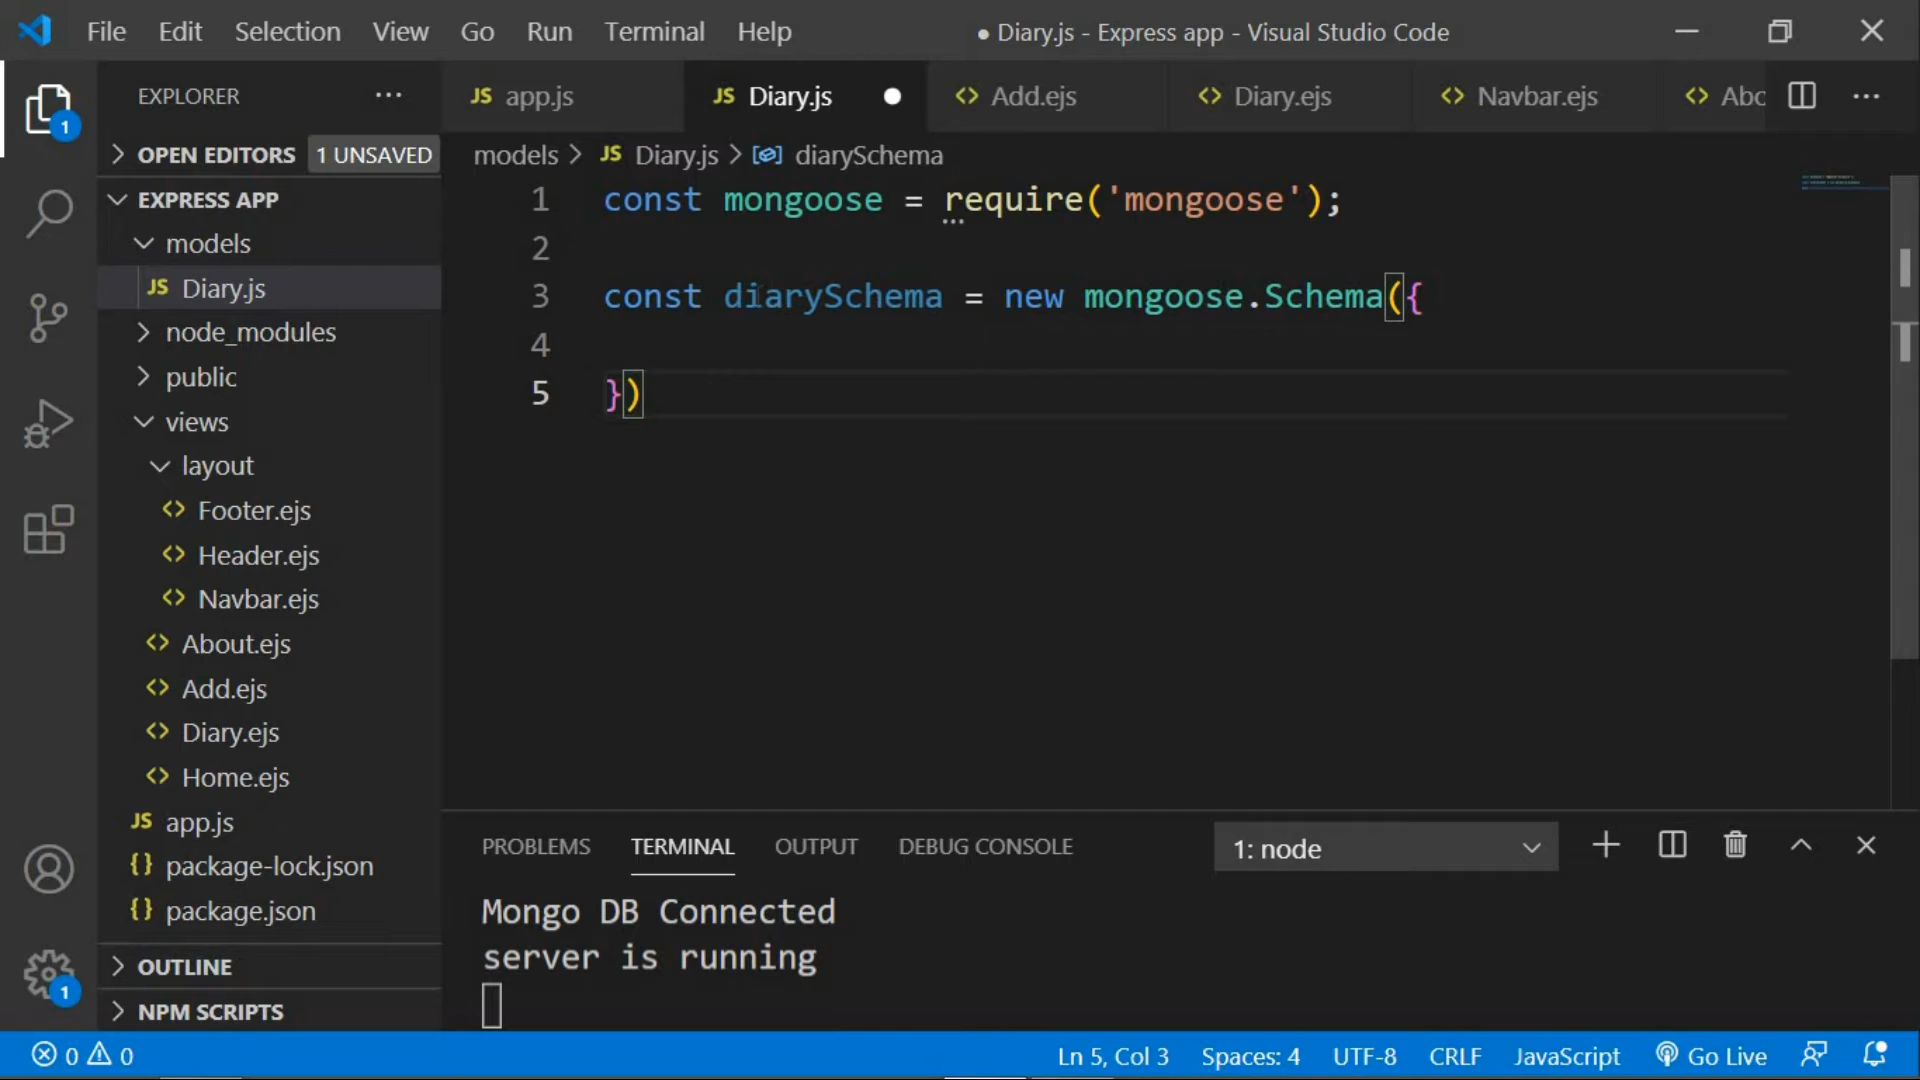 File Edit Selection View Go Run Terminal Help
● Diary.js - Express app - Visual Studio Code
EXPLORER
OPEN EDITORS 1 UNSAVED
EXPRESS APP
models
JS Diary.js
node_modules
public
views
layout
Footer.ejs
Header.ejs
Navbar.ejs
About.ejs
Add.ejs
Diary.ejs
Home.ejs
JS app.js
{} package-lock.json
{} package.json
OUTLINE
NPM SCRIPTS
1
1
JS app.js JS Diary.js ● <> Add.ejs <> Diary.ejs <> Navbar.ejs <> Abo
models > JS Diary.js > diarySchema
1 const mongoose = require('mongoose');
2
3 const diarySchema = new mongoose.Schema({
4
5 })
PROBLEMS TERMINAL OUTPUT DEBUG CONSOLE 1: node
Mongo DB Connected
server is running
0 0 Ln 5, Col 3 Spaces: 4 UTF-8 CRLF JavaScript Go Live